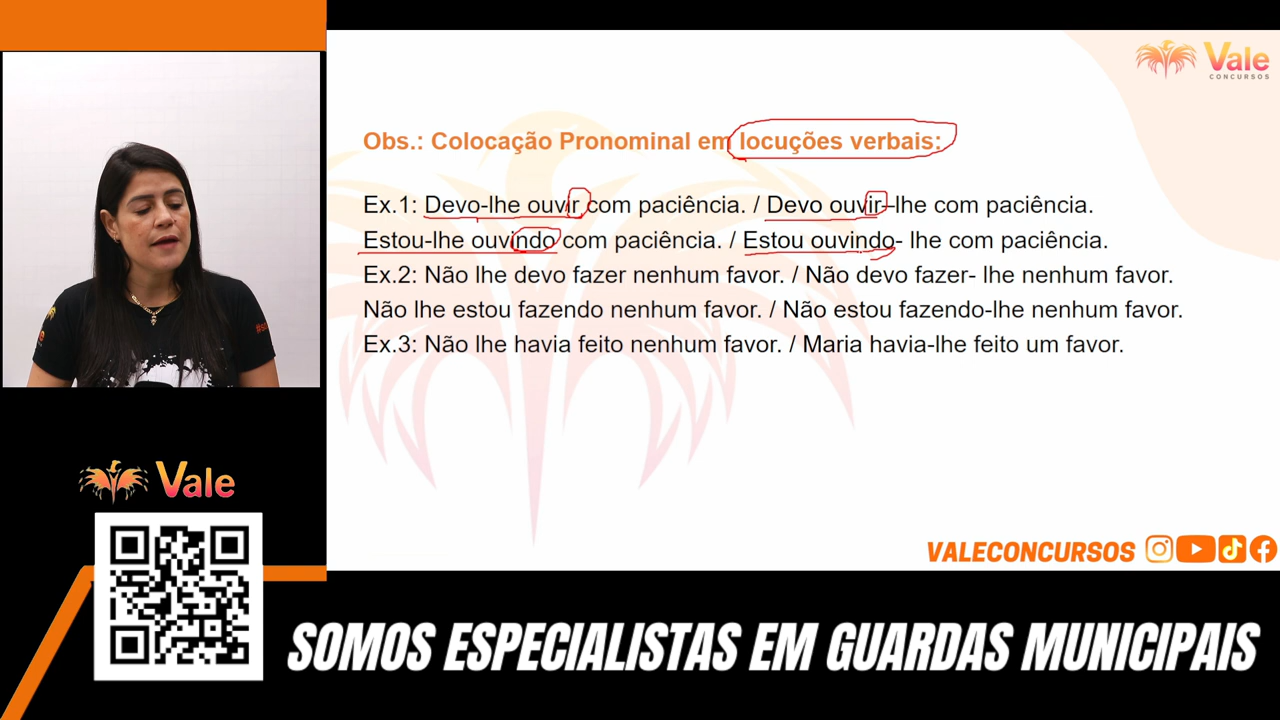 Vale
CONCURSOS
Obs.: Colocação Pronominal em locuções verbais:
Ex.1: Devo-lhe ouvir com paciência. / Devo ouvir–lhe com paciência.
Estou-lhe ouvindo com paciência. / Estou ouvindo- lhe com paciência.
Ex.2: Não lhe devo fazer nenhum favor. / Não devo fazer- lhe nenhum favor.
Não lhe estou fazendo nenhum favor. / Não estou fazendo-lhe nenhum favor.
Ex.3: Não lhe havia feito nenhum favor. / Maria havia-lhe feito um favor.
Vale
VALECONCURSOS
SOMOS ESPECIALISTAS EM GUARDAS MUNICIPAIS